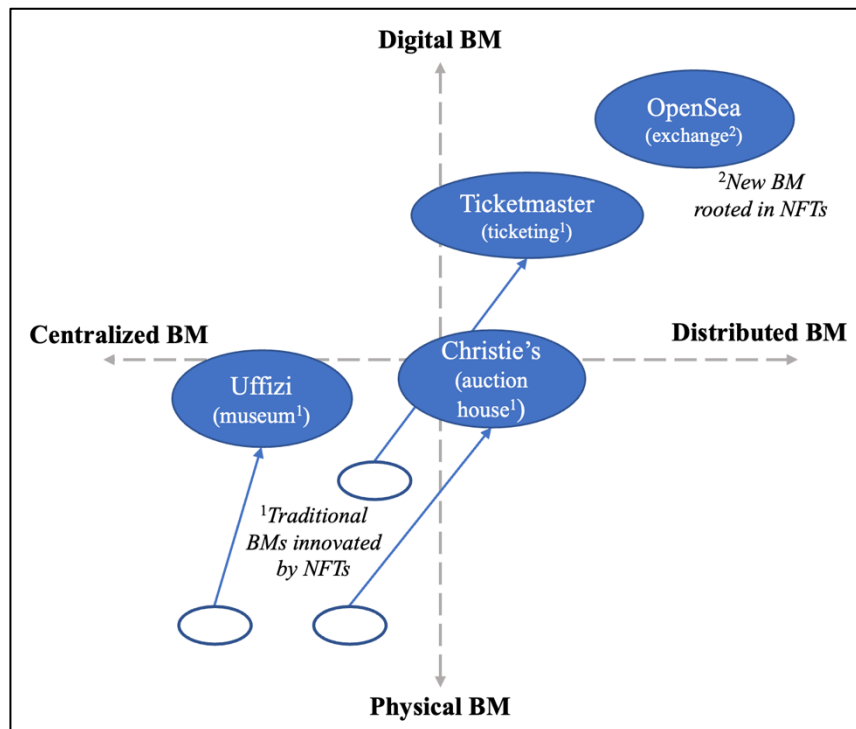 Digital BM
OpenSea
(exchange²)
²New BM
rooted in NFTs
Ticketmaster
(ticketing¹)
Centralized BM
Distributed BM
Christie’s
(auction
house¹)
Uffizi
(museum¹)
¹Traditional
BMs innovated
by NFTs
Physical BM